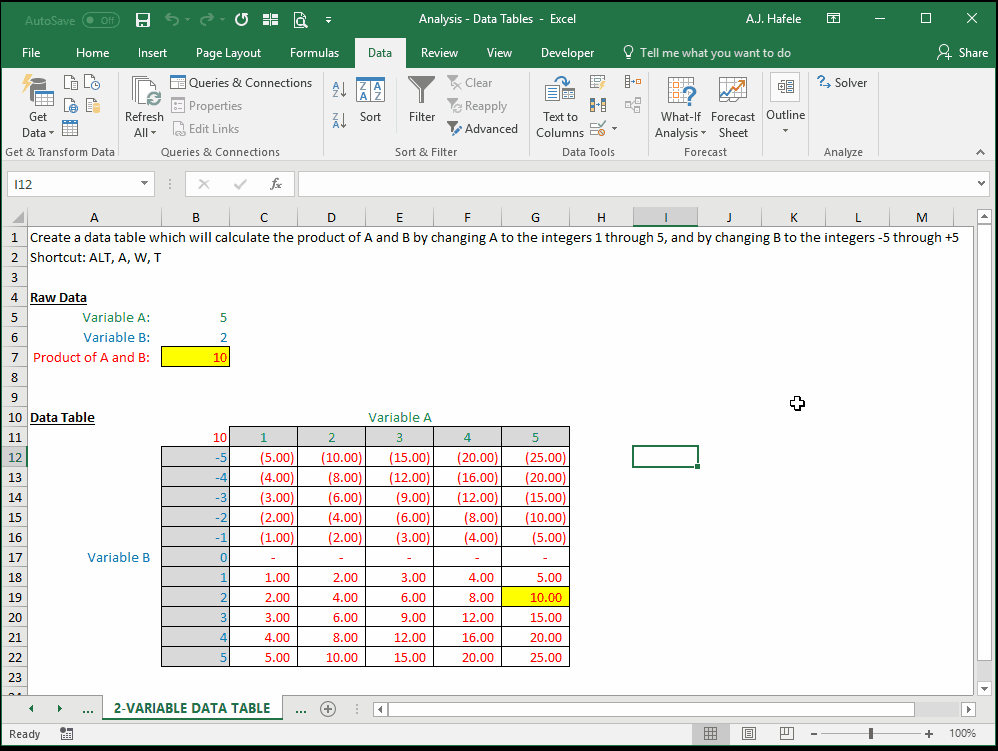 AutoSave Off Analysis - Data Tables - Excel A.J. Hafele
File Home Insert Page Layout Formulas Data Review View Developer Tell me what you want to do Share
Get Data
Refresh All
Queries & Connections
Properties
Edit Links
Sort
Filter
Clear
Reapply
Advanced
Text to Columns
What-If Analysis
Forecast Sheet
Outline
Solver
Get & Transform Data Queries & Connections Sort & Filter Data Tools Forecast Analyze
I12 fx
A B C D E F G H I J K L M
1 Create a data table which will calculate the product of A and B by changing A to the integers 1 through 5, and by changing B to the integers -5 through +5
2 Shortcut: ALT, A, W, T
3
4 Raw Data
5 Variable A: 5
6 Variable B: 2
7 Product of A and B: 10
8
9
10 Data Table Variable A
11 10 1 2 3 4 5
12 -5 (5.00) (10.00) (15.00) (20.00) (25.00)
13 -4 (4.00) (8.00) (12.00) (16.00) (20.00)
14 -3 (3.00) (6.00) (9.00) (12.00) (15.00)
15 -2 (2.00) (4.00) (6.00) (8.00) (10.00)
16 -1 (1.00) (2.00) (3.00) (4.00) (5.00)
17 Variable B 0 - - - - -
18 1 1.00 2.00 3.00 4.00 5.00
19 2 2.00 4.00 6.00 8.00 10.00
20 3 3.00 6.00 9.00 12.00 15.00
21 4 4.00 8.00 12.00 16.00 20.00
22 5 5.00 10.00 15.00 20.00 25.00
23
24
... 2-VARIABLE DATA TABLE ...
Ready 100%